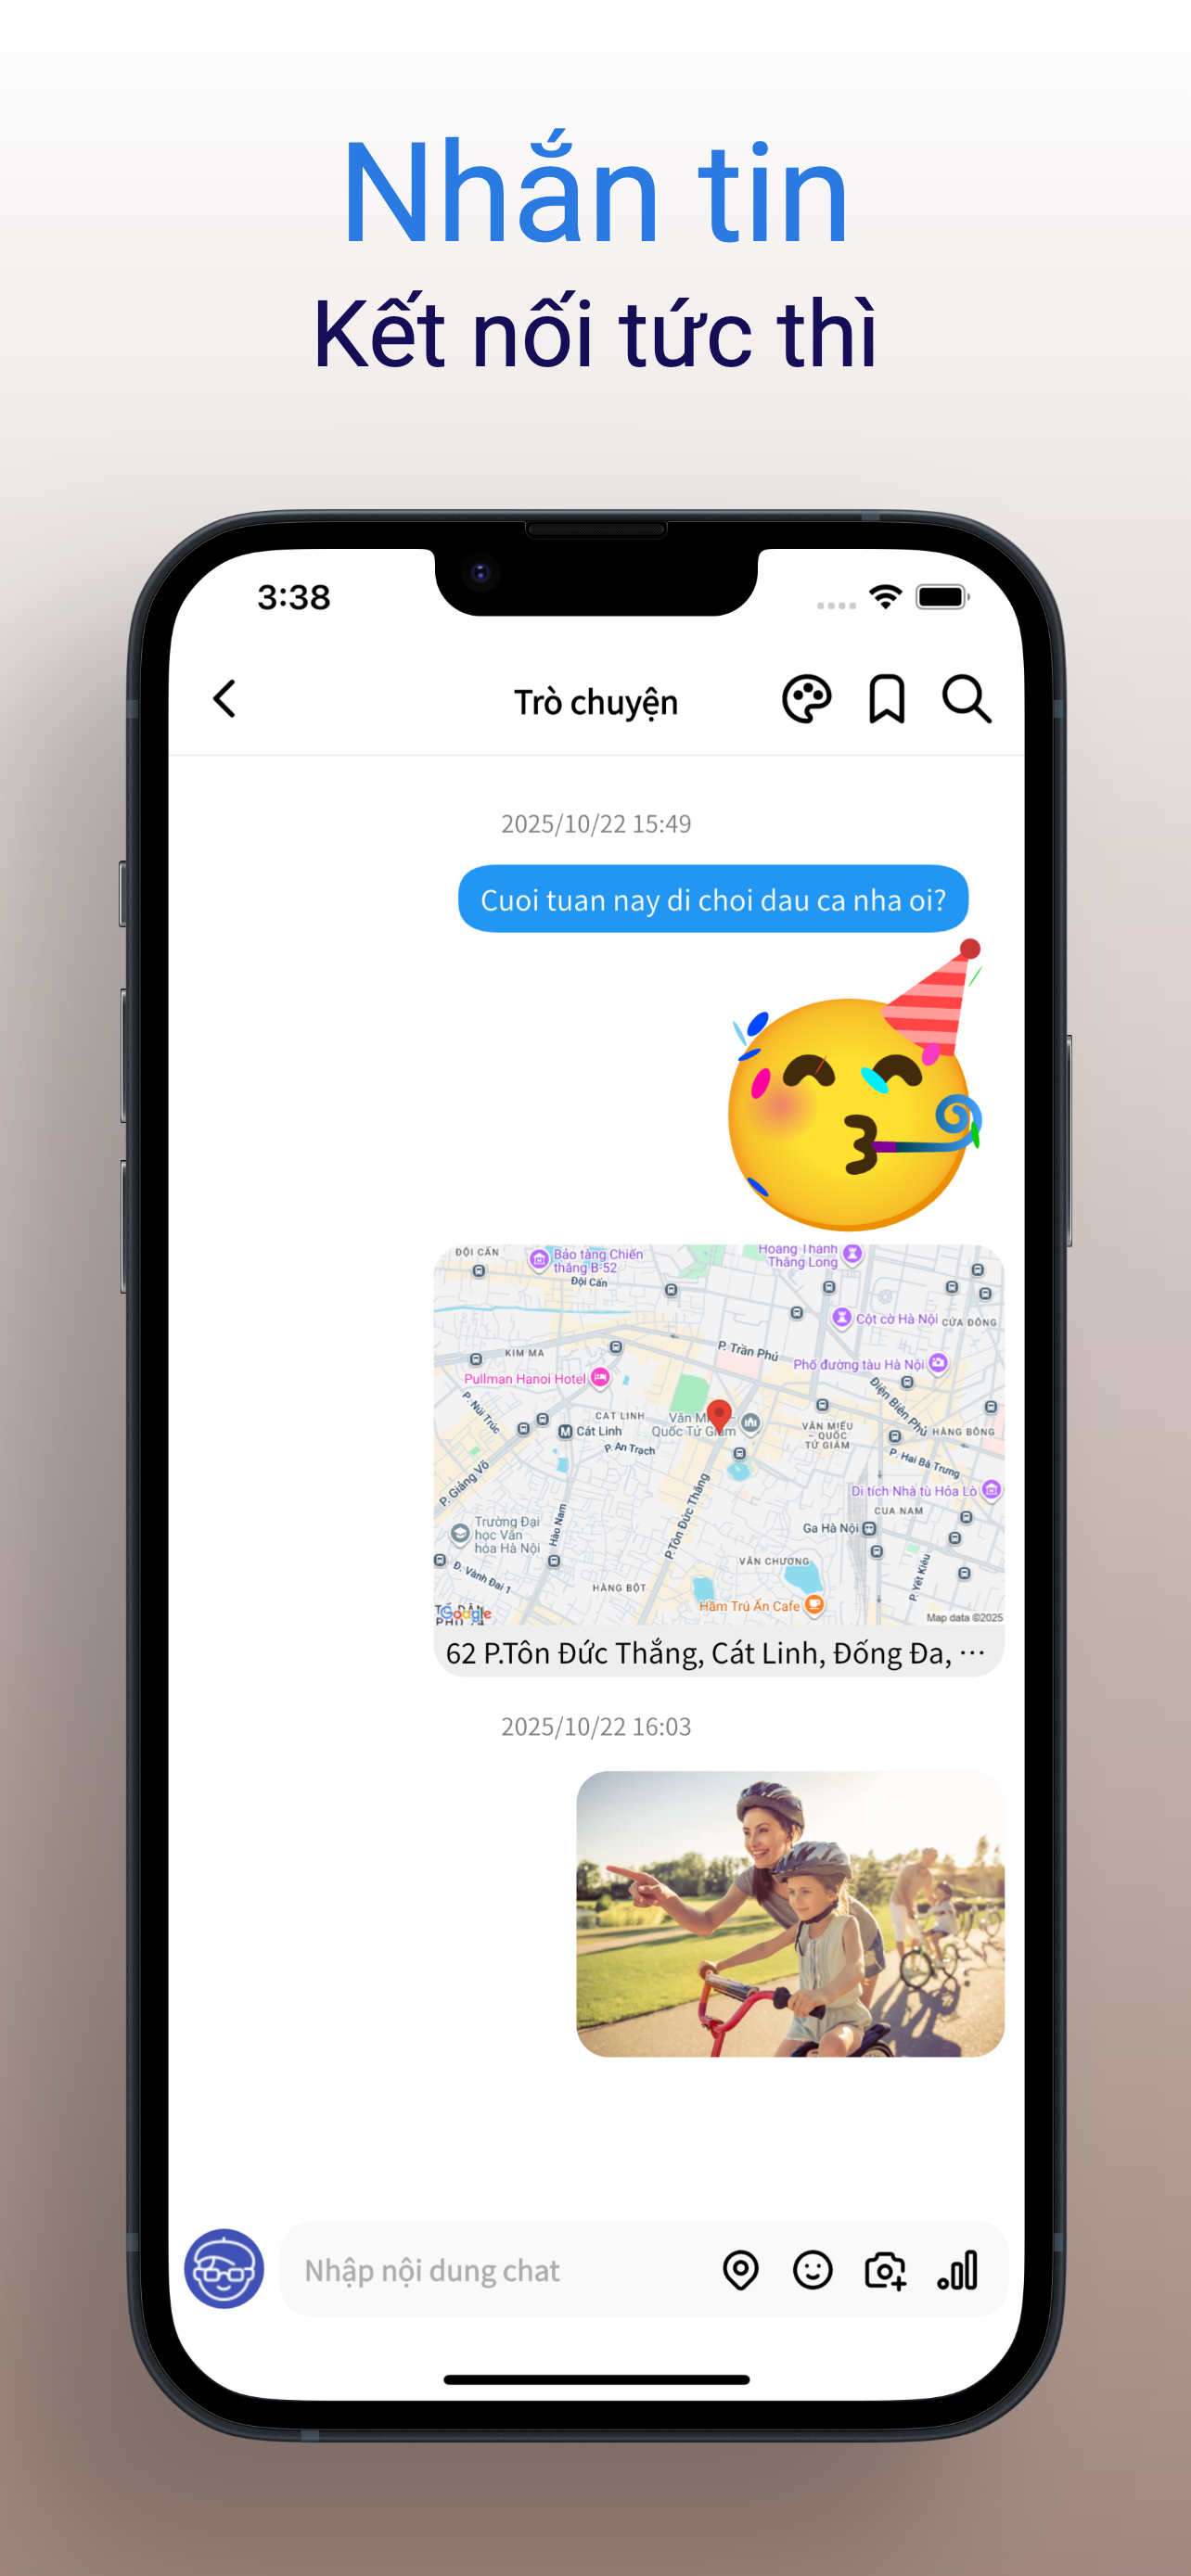 Nhắn tin
Kết nối tức thì
3:38
Trò chuyện
2025/10/22 15:49
Cuoi tuan nay di choi dau ca nha oi?
ĐỘI CẤN
Bảo tàng Chiến
thắng B-52
Hoàng Thành
Thăng Long
Đội Cấn
Cột cờ Hà Nội
CỬA ĐÔNG
P. Trần Phú
KIM MA
Phố đường tàu Hà Nội
Pullman Hanoi Hotel
Điện Biên Phủ
P. Núi Trúc
CAT LINH
Văn M
Quốc Tử Giám
VĂN MIẾU
- QUỐC
TỬ GIÁM
HÀNG BÔNG
M Cát Linh
P. An Trạch
P. Hai Bà Trưng
P. Giảng Võ
Di tích Nhà tù Hỏa Lò
P.Tôn Đức Thắng
CUA NAM
Trường Đại
học Văn
hóa Hà Nội
Hào Nam
Ga Hà Nội
VĂN CHƯƠNG
P. Yết Kiêu
Đ. Vành Đai 1
HÀNG BỘT
Hầm Trú Ẩn Cafe
Google
Map data ©2025
62 P.Tôn Đức Thắng, Cát Linh, Đống Đa, ···
2025/10/22 16:03
Nhập nội dung chat